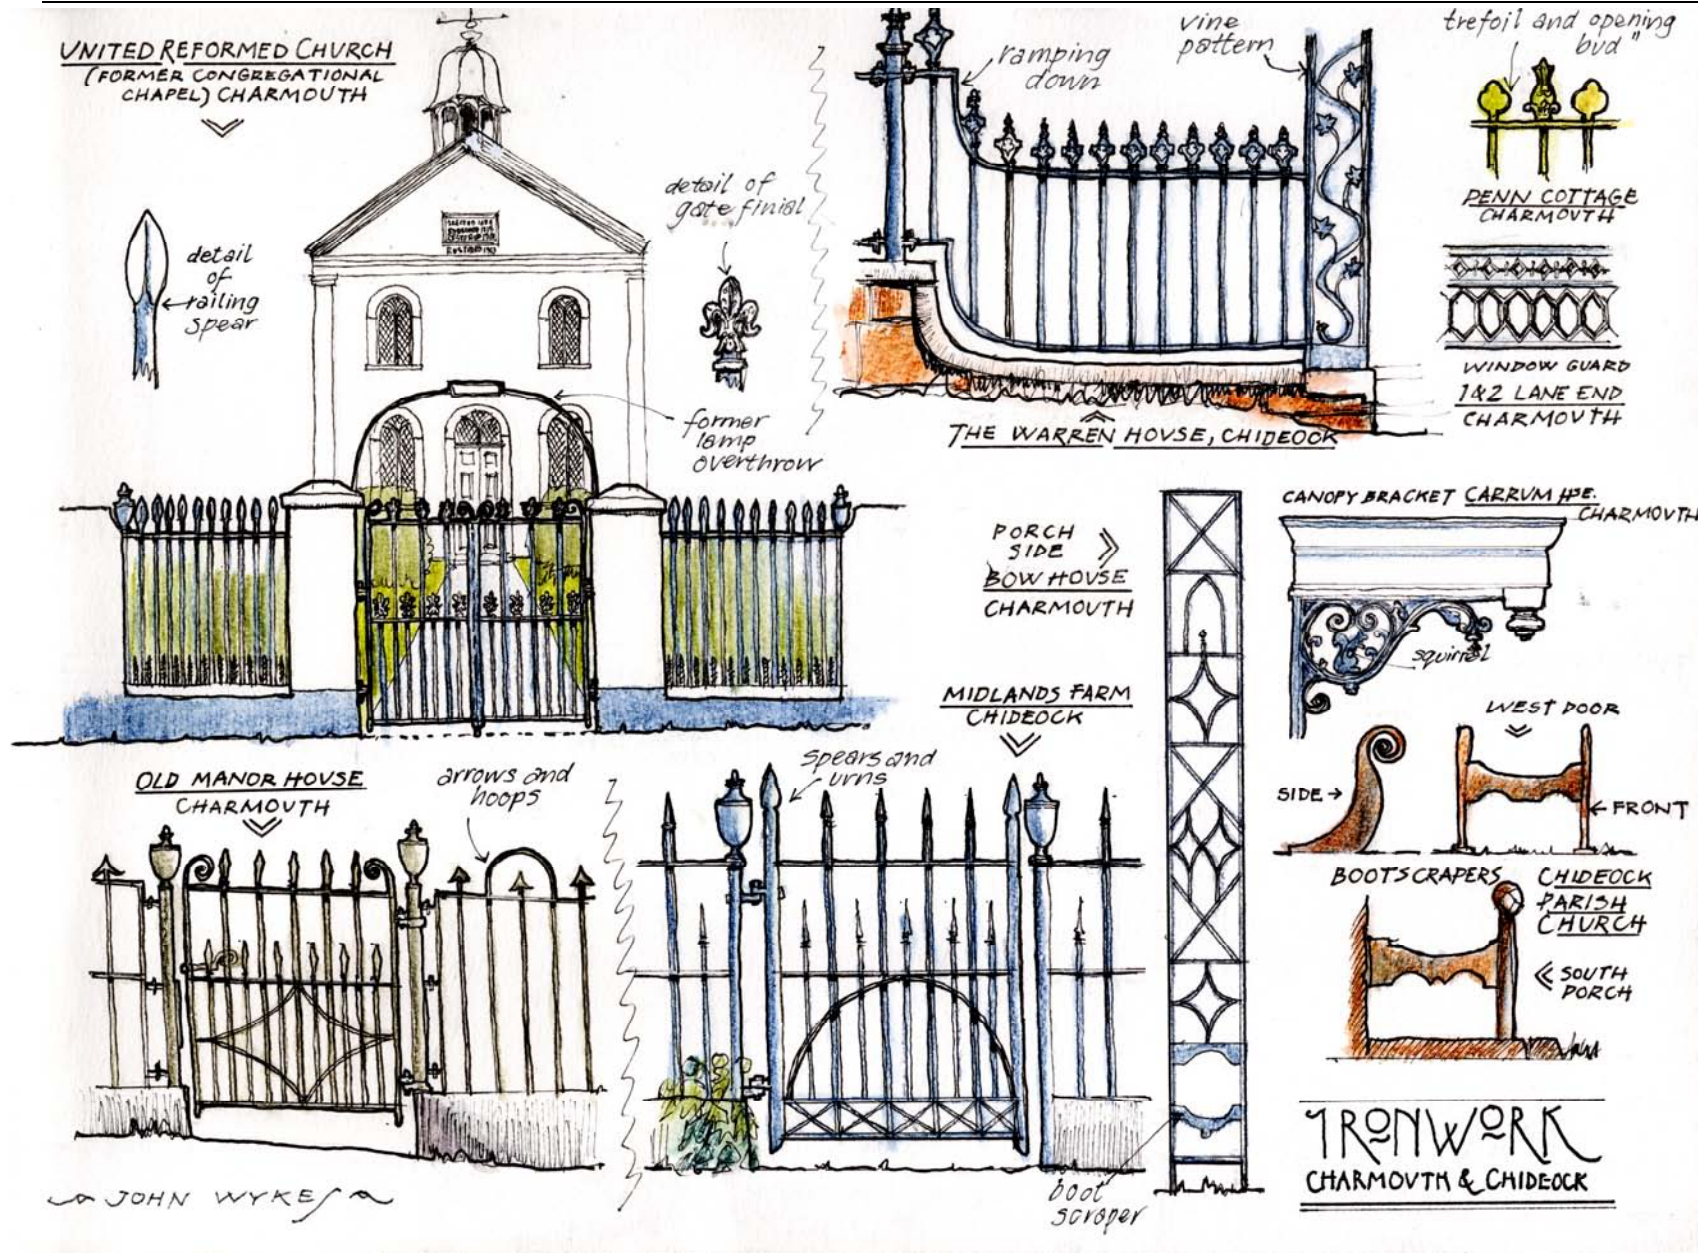 UNITED REFORMED CHURCH
(FORMER CONGREGATIONAL
CHAPEL) CHARMOUTH
detail
of
railing
spear
detail of
gate finial
former
lamp
overthrow
ramping
down
vine
pattern
THE WARREN HOUSE, CHIDEOCK
trefoil and opening
bud"
PENN COTTAGE
CHARMOUTH
WINDOW GUARD
1&2 LANE END
CHARMOUTH
PORCH
SIDE
BOW HOUSE
CHARMOUTH
CANOPY BRACKET CARRUM HSE.
CHARMOUTH
squirrel
OLD MANOR HOUSE
CHARMOUTH
arrows and
hoops
MIDLANDS FARM
CHIDEOCK
spears and
urns
boot
scraper
WEST DOOR
SIDE
FRONT
BOOTSCRAPERS
CHIDEOCK
PARISH
CHURCH
SOUTH
PORCH
JOHN WYKES
IRONWORK
CHARMOUTH & CHIDEOCK